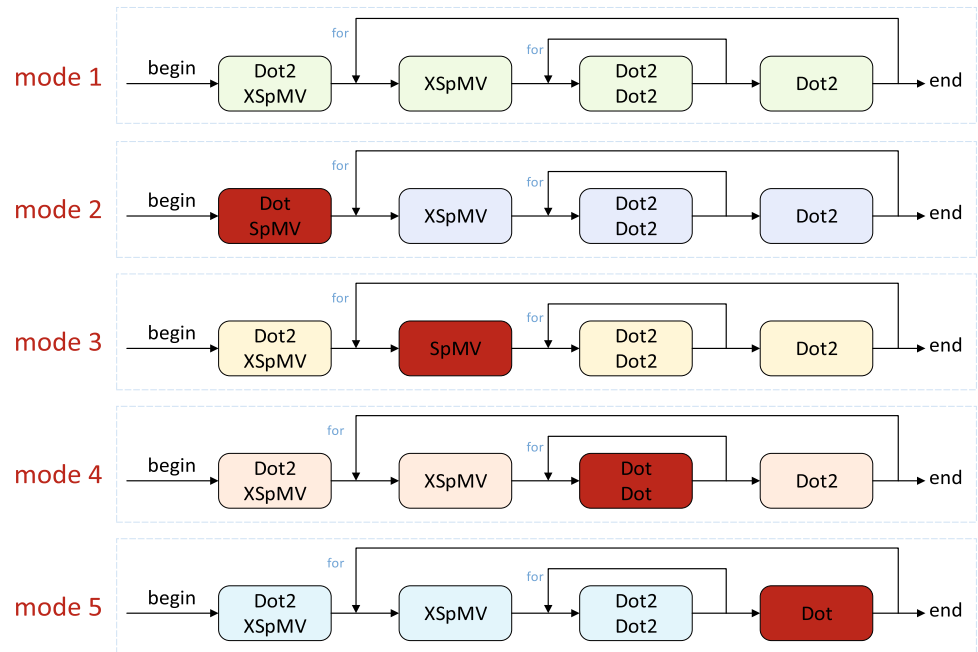 for
mode 1
begin
Dot2
XSpMV
XSpMV
for
Dot2
Dot2
Dot2
end
for
mode 2
begin
Dot
SpMV
XSpMV
for
Dot2
Dot2
Dot2
end
for
mode 3
begin
Dot2
XSpMV
SpMV
for
Dot2
Dot2
Dot2
end
for
mode 4
begin
Dot2
XSpMV
XSpMV
for
Dot
Dot
Dot2
end
for
mode 5
begin
Dot2
XSpMV
XSpMV
for
Dot2
Dot2
Dot
end